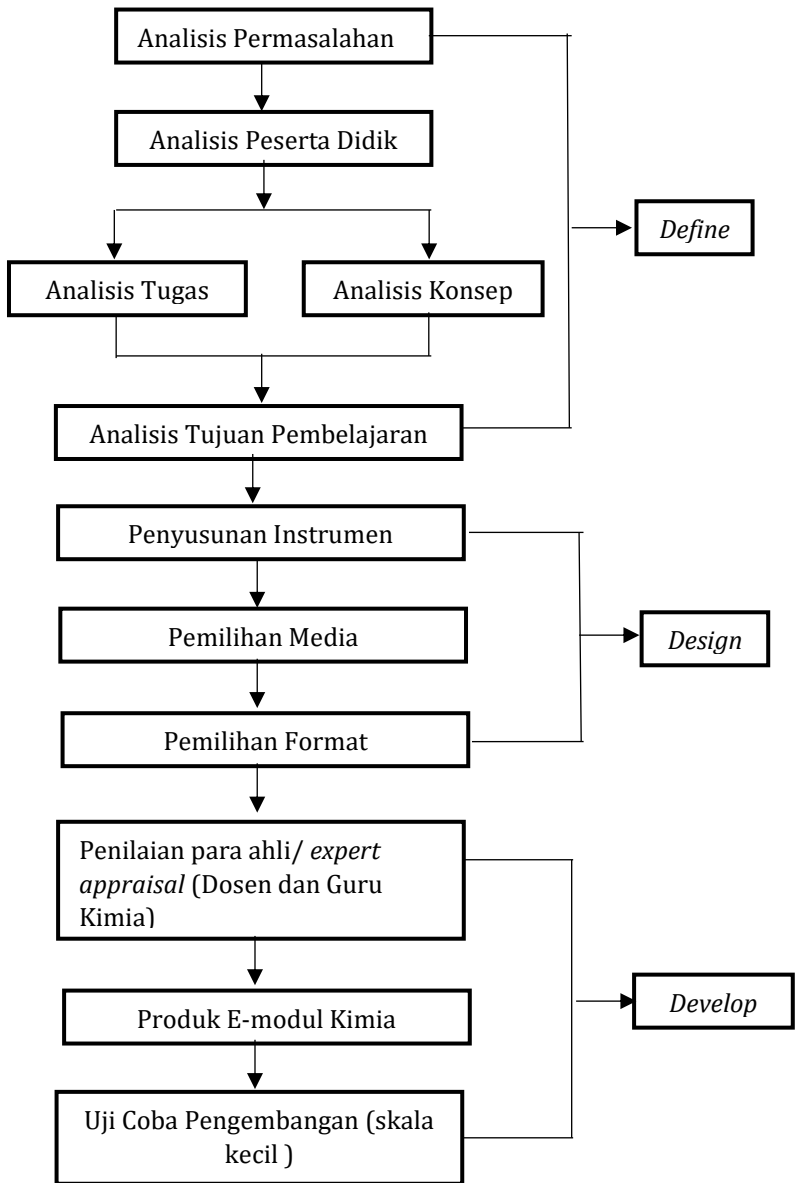 Analisis Permasalahan
Analisis Peserta Didik
Define
Analisis Tugas
Analisis Konsep
Analisis Tujuan Pembelajaran
Penyusunan Instrumen
Pemilihan Media
Design
Pemilihan Format
Penilaian para ahli/ expert
appraisal (Dosen dan Guru
Kimia)
Produk E-modul Kimia
Develop
Uji Coba Pengembangan (skala
kecil )